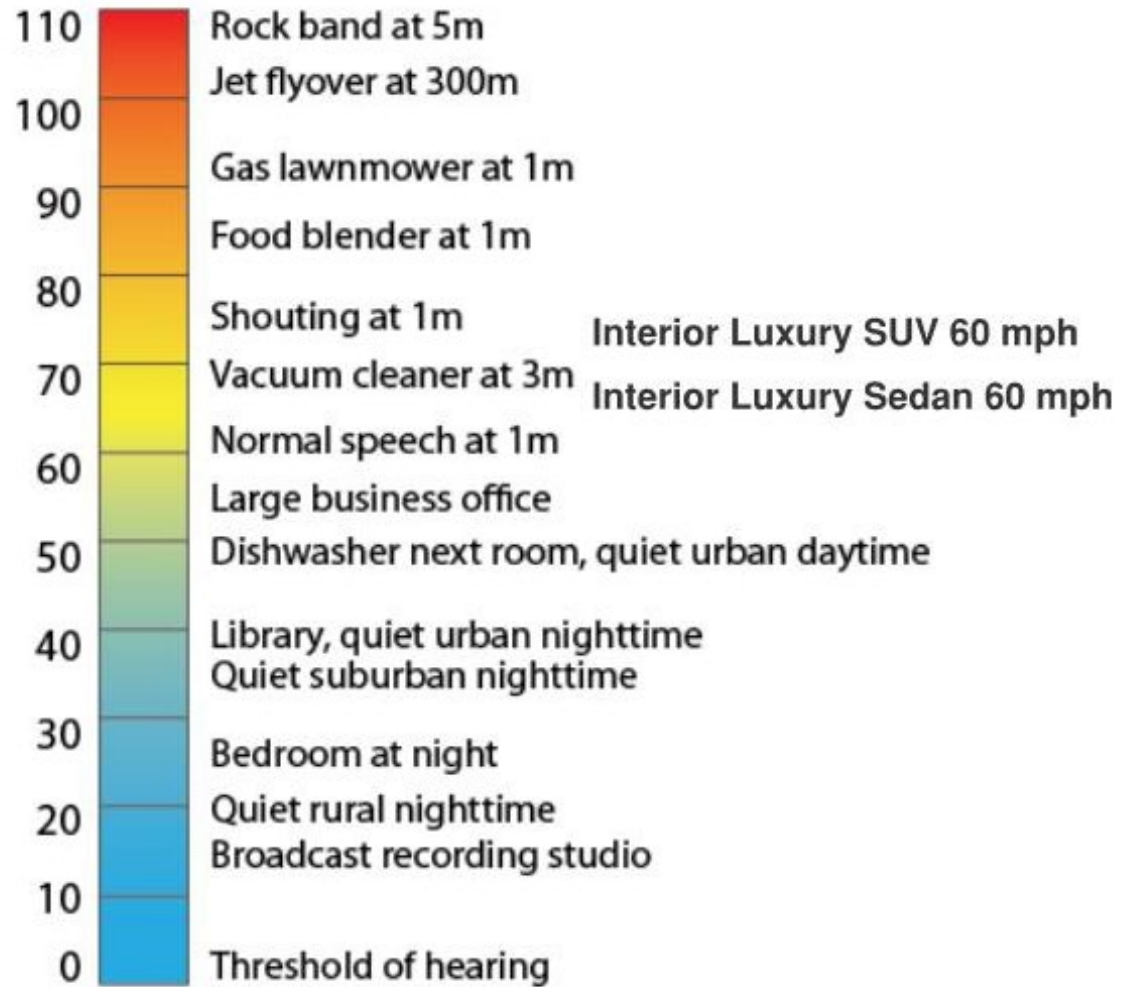 110 Rock band at 5m
Jet flyover at 300m
100
Gas lawnmower at 1m
90
Food blender at 1m
80
Shouting at 1m
Interior Luxury SUV 60 mph
70 Vacuum cleaner at 3m
Interior Luxury Sedan 60 mph
Normal speech at 1m
60
Large business office
50 Dishwasher next room, quiet urban daytime
40 Library, quiet urban nighttime
Quiet suburban nighttime
30
Bedroom at night
20 Quiet rural nighttime
Broadcast recording studio
10
0 Threshold of hearing